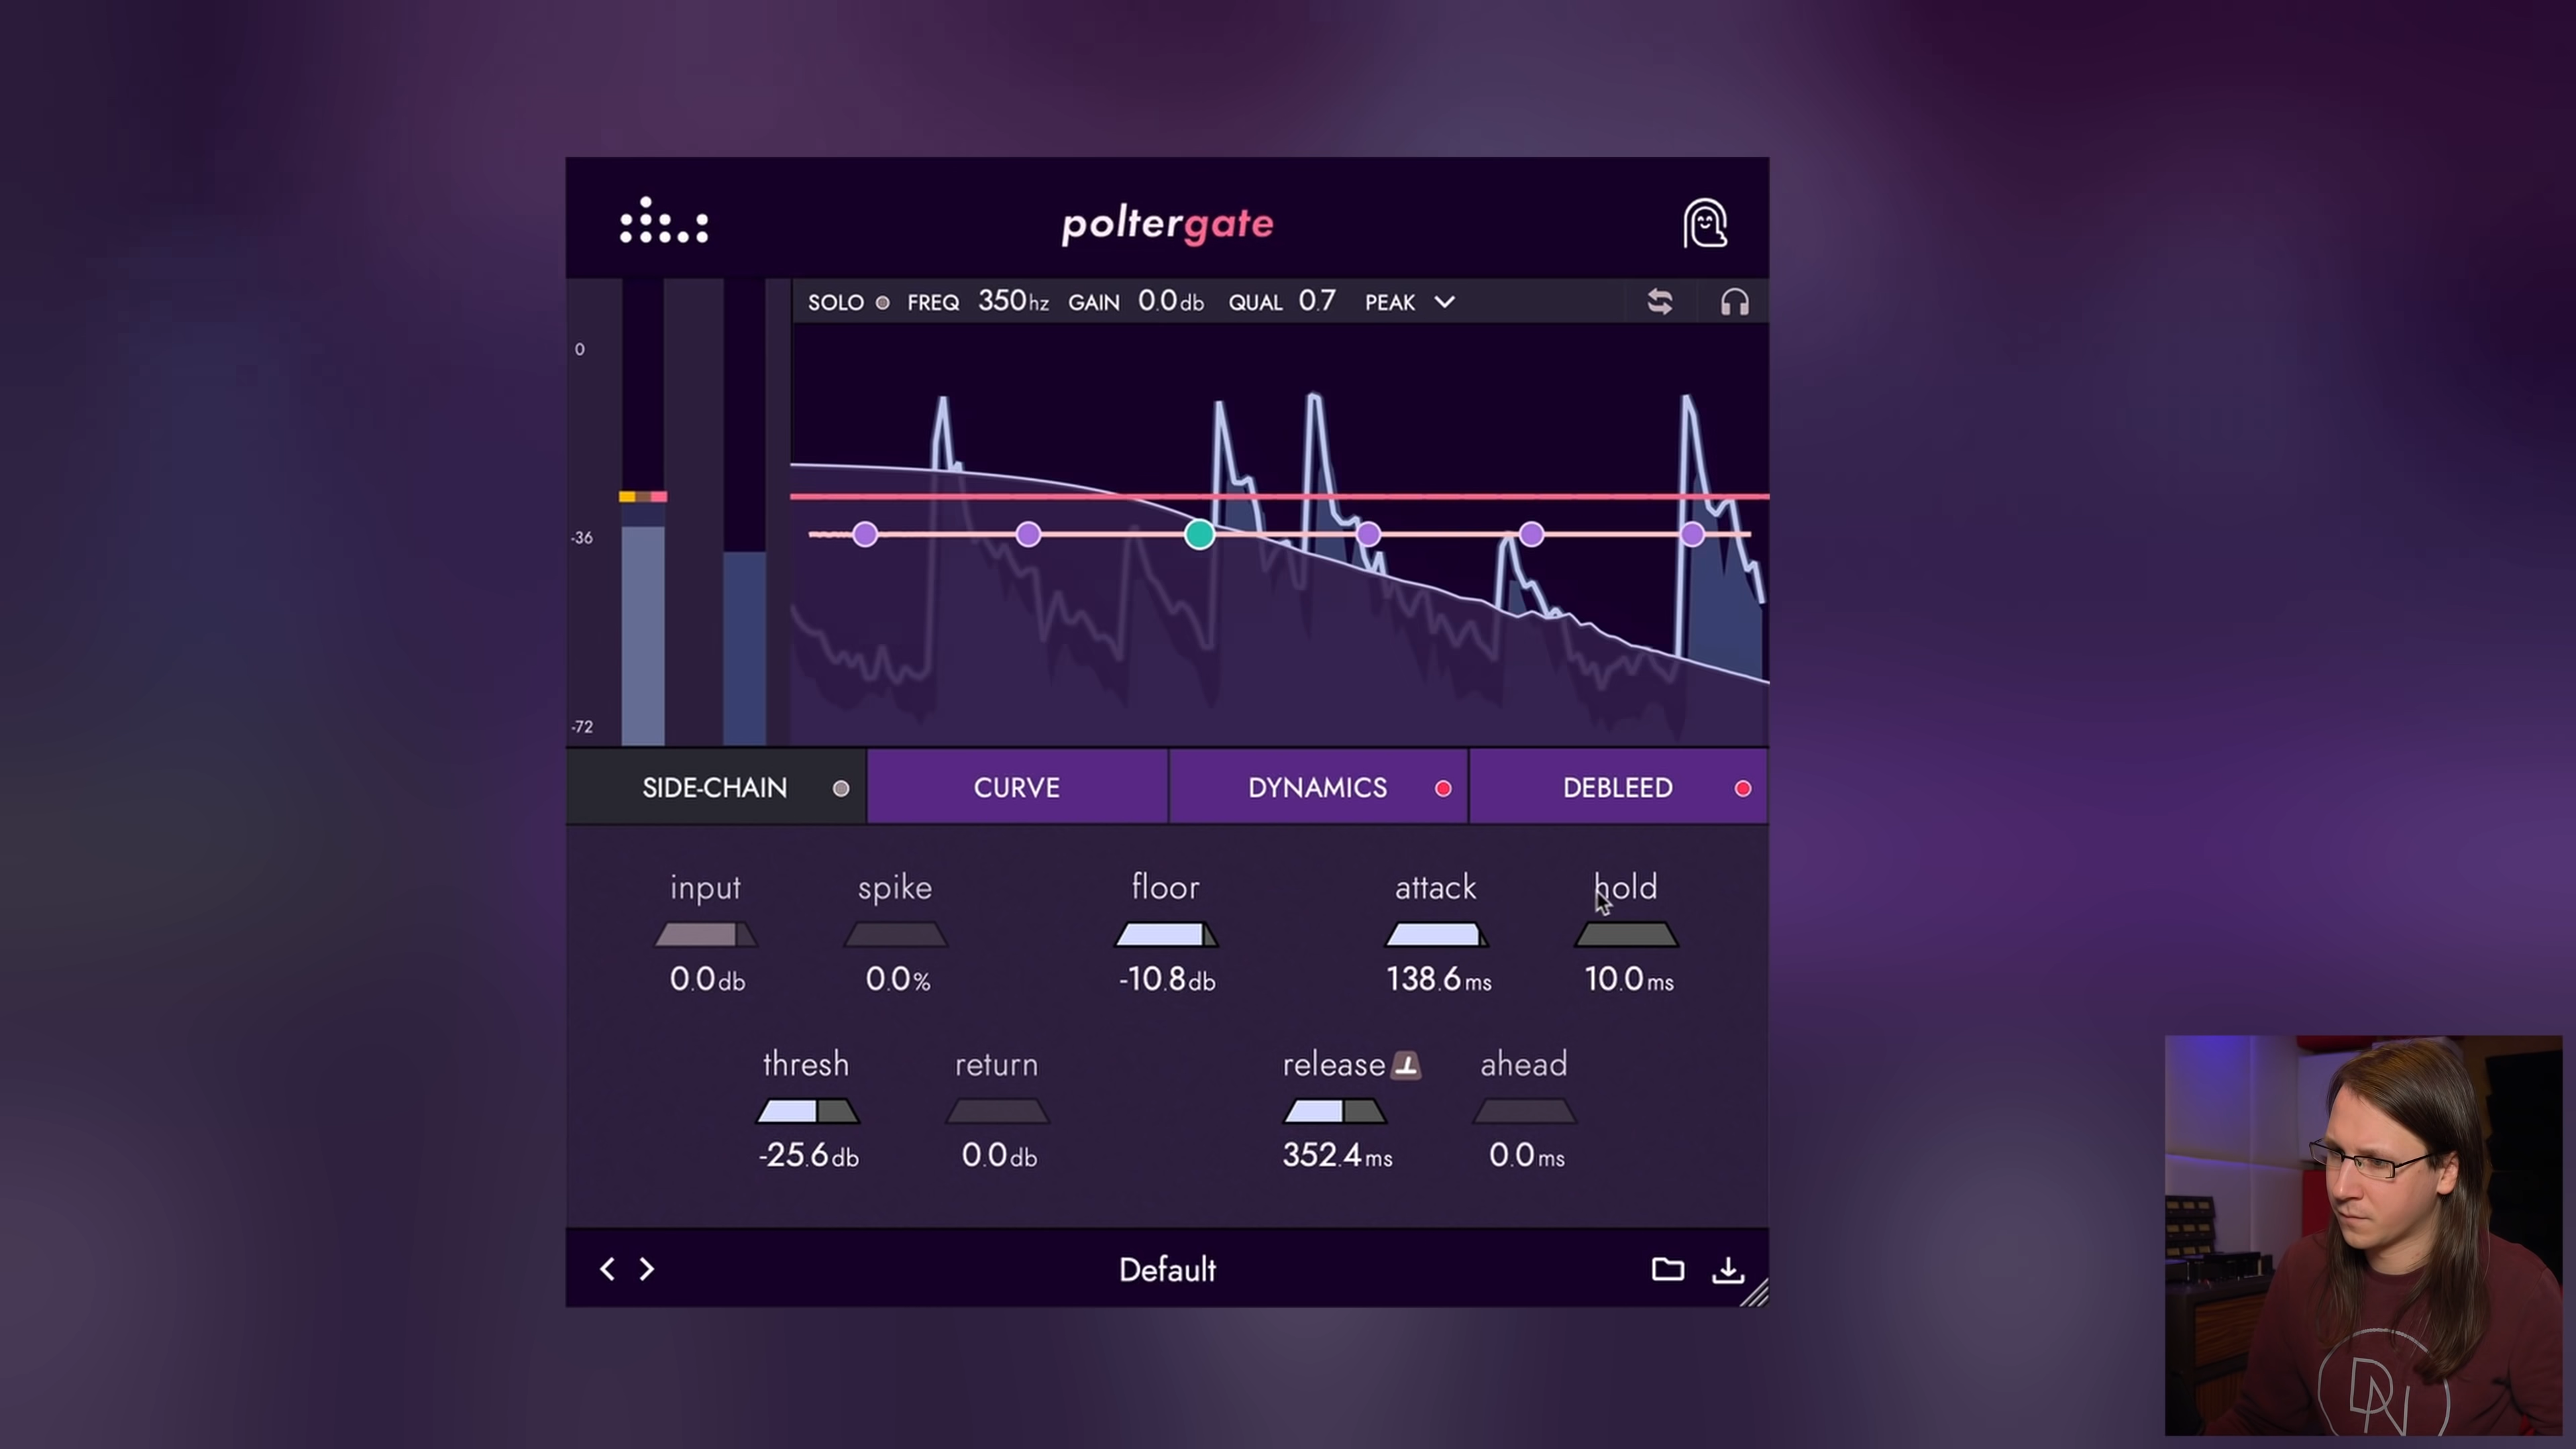 poltergate
SOLO FREQ 350hz GAIN 0.0db QUAL 0.7 PEAK
0
-36
-72
SIDE-CHAIN CURVE DYNAMICS DEBLEED
input spike floor attack hold
0.0db 0.0% -10.8db 138.6ms 10.0ms
thresh return release ahead
-25.6db 0.0db 352.4ms 0.0ms
Default
DN